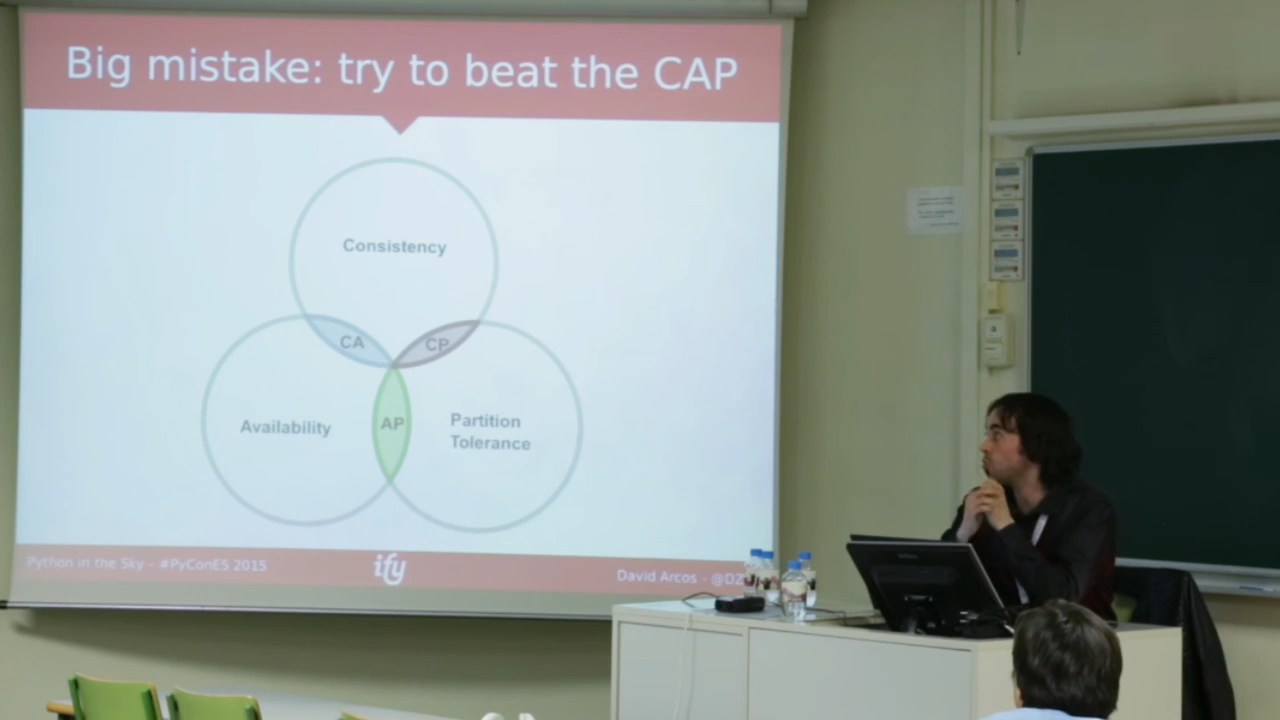 Big mistake: try to beat the CAP
Consistency
CA
CP
Availability
AP
Partition
Tolerance
Python in the Sky - #PyConES 2015
ify
David Arcos - @DZ